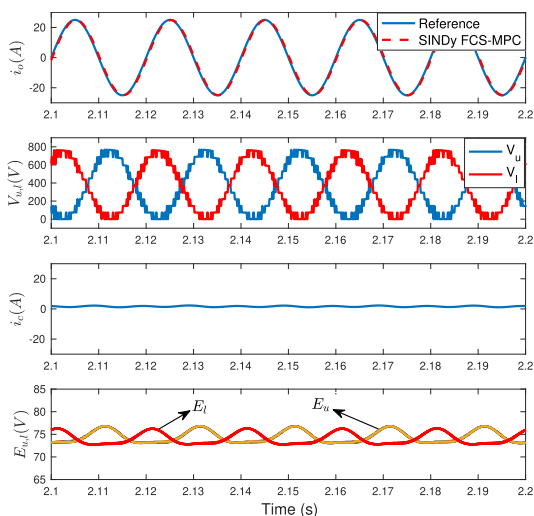 i_o(A)
20
0
-20
Reference
SINDy FCS-MPC
2.1 2.11 2.12 2.13 2.14 2.15 2.16 2.17 2.18 2.19 2.2
V_{u,l}(V)
800
600
400
200
0
V_u
V_l
2.1 2.11 2.12 2.13 2.14 2.15 2.16 2.17 2.18 2.19 2.2
i_c(A)
20
0
-20
2.1 2.11 2.12 2.13 2.14 2.15 2.16 2.17 2.18 2.19 2.2
E_{u,l}(V)
85
80
75
70
65
E_l
E_u
2.1 2.11 2.12 2.13 2.14 2.15 2.16 2.17 2.18 2.19 2.2
Time (s)